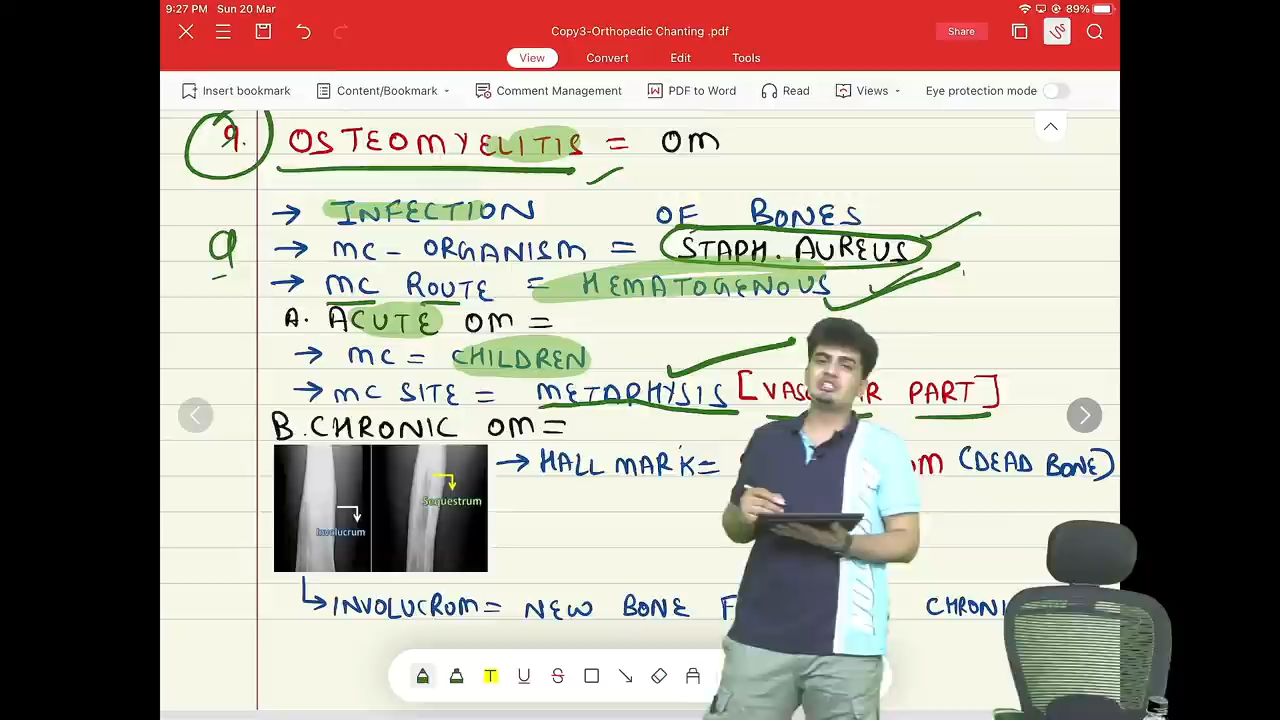 9:27 PM Sun 20 Mar
89%
Copy3-Orthopedic Chanting .pdf
Share
View Convert Edit Tools
Insert bookmark Content/Bookmark Comment Management PDF to Word Read Views Eye protection mode
9. OSTEOMYELITIS = OM
→ INFECTION OF BONES
Q → MC - ORGANISM = STAPH. AUREUS
→ MC ROUTE = HEMATOGENOUS
A. ACUTE OM =
→ MC = CHILDREN
→ MC SITE = METAPHYSIS [ PART]
B. CHRONIC OM =
→ HALL MARK = (DEAD BONE)
Sequestrum
Involucrum
INVOLUCROM = NEW BONE
T U S